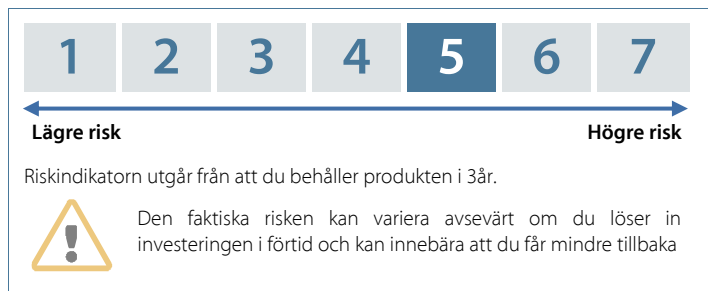 1 2 3 4 5 6 7
Lägre risk Högre risk
Riskindikatorn utgår från att du behåller produkten i 3år.
Den faktiska risken kan variera avsevärt om du löser in
investeringen i förtid och kan innebära att du får mindre tillbaka